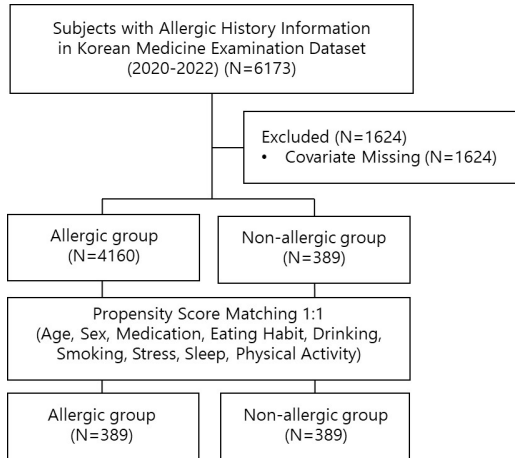 Subjects with Allergic History Information
in Korean Medicine Examination Dataset
(2020-2022) (N=6173)
Excluded (N=1624)
• Covariate Missing (N=1624)
Allergic group
(N=4160)
Non-allergic group
(N=389)
Propensity Score Matching 1:1
(Age, Sex, Medication, Eating Habit, Drinking,
Smoking, Stress, Sleep, Physical Activity)
Allergic group
(N=389)
Non-allergic group
(N=389)